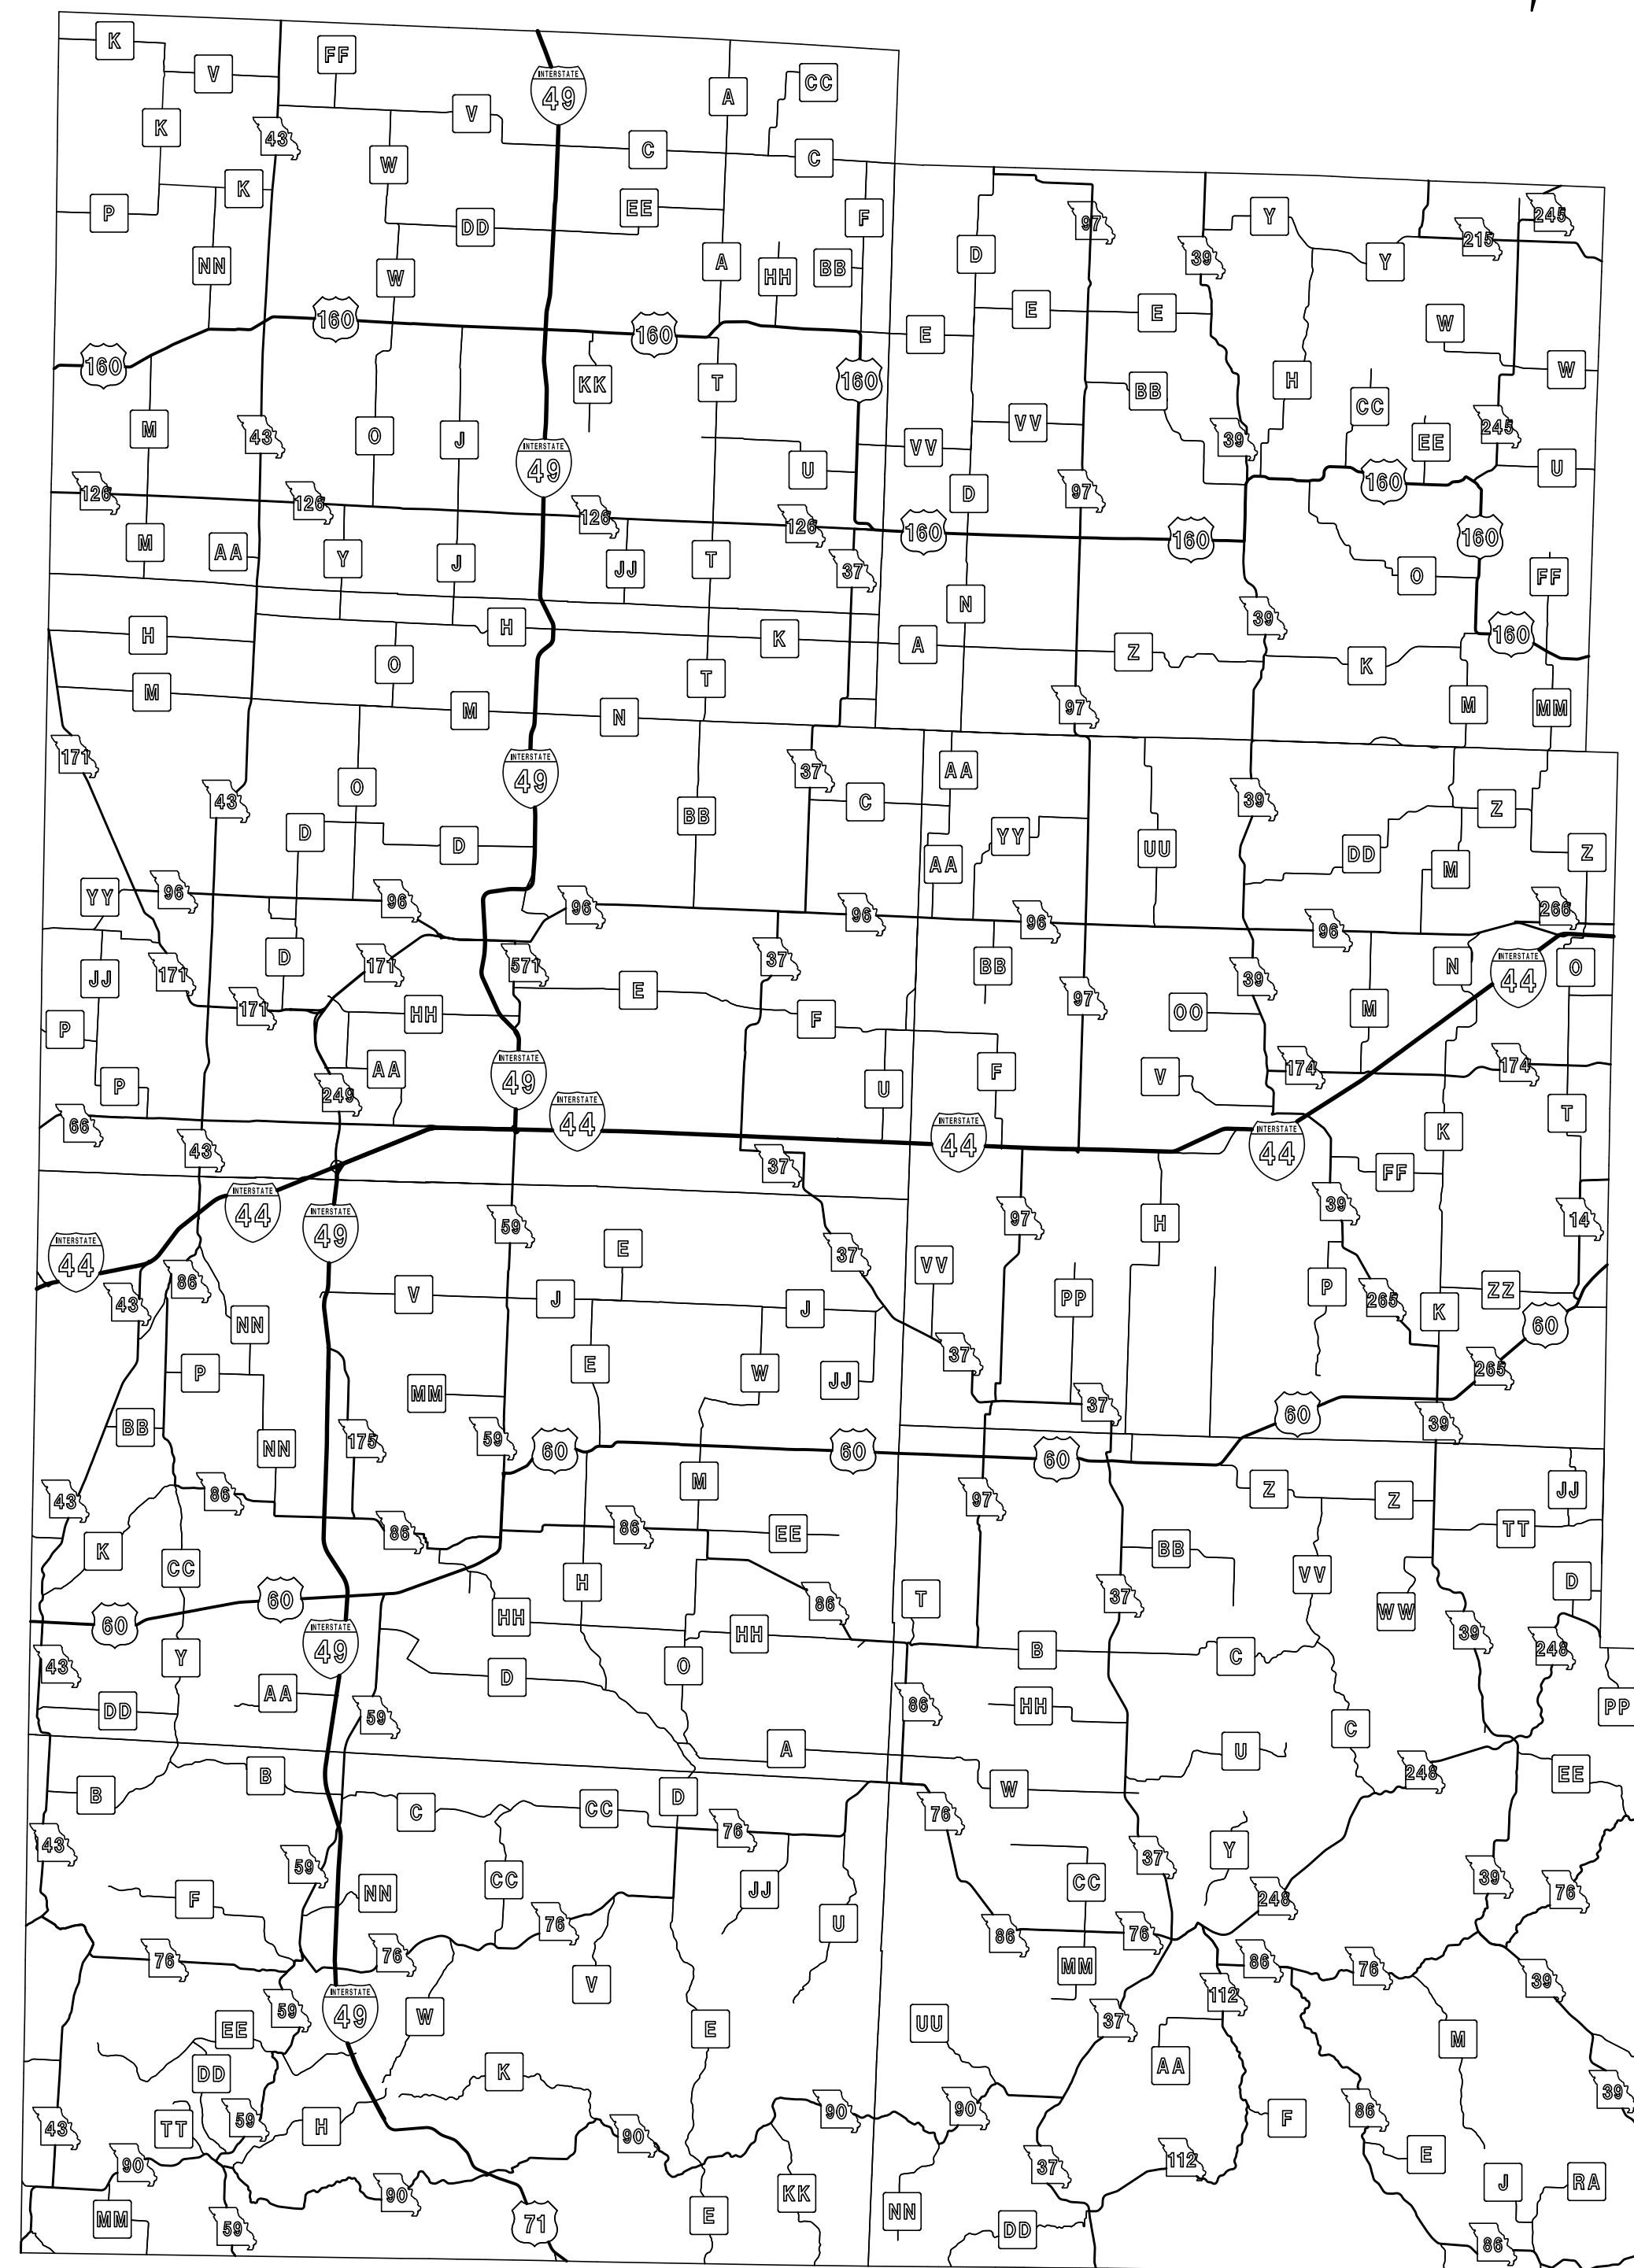 K
V
FF
INTERSTATE
49
A
CC
V
K
43
W
C
C
K
P
DD
EE
F
97
39
Y
215
245
NN
W
A
HH
BB
D
Y
160
160
E
E
E
W
160
KK
T
160
BB
H
CC
W
M
43
O
J
INTERSTATE
49
U
VV
VV
39
EE
245
U
126
126
126
126
160
D
97
160
160
160
M
AA
Y
J
JJ
T
37
O
FF
N
39
H
O
H
K
A
Z
K
160
M
M
T
N
97
M
MM
171
43
O
INTERSTATE
49
37
AA
39
D
D
BB
C
AA
YY
UU
DD
Z
M
Z
YY
96
96
96
96
96
96
266
JJ
171
D
171
571
37
BB
39
N
INTERSTATE
44
O
P
171
HH
E
F
97
OO
M
P
249
AA
INTERSTATE
49
U
F
V
174
174
66
43
INTERSTATE
44
37
INTERSTATE
44
INTERSTATE
44
K
T
FF
INTERSTATE
44
INTERSTATE
44
INTERSTATE
49
59
E
37
VV
97
H
39
14
43
86
NN
V
J
J
PP
P
265
K
ZZ
60
P
MM
E
W
JJ
37
37
265
BB
NN
175
59
60
60
60
60
39
43
86
86
86
M
EE
97
Z
Z
JJ
TT
K
CC
60
60
HH
H
HH
86
T
37
BB
VV
WW
D
39
43
Y
INTERSTATE
49
D
O
B
C
248
DD
AA
59
A
86
HH
C
PP
B
B
C
CC
D
W
U
248
EE
43
59
76
76
37
Y
39
F
NN
CC
JJ
U
CC
248
76
76
76
76
V
86
76
MM
86
76
39
59
INTERSTATE
49
W
112
37
EE
DD
K
E
UU
AA
M
43
TT
59
H
90
90
90
86
F
39
90
90
37
112
E
MM
59
71
E
KK
NN
DD
J
RA
86